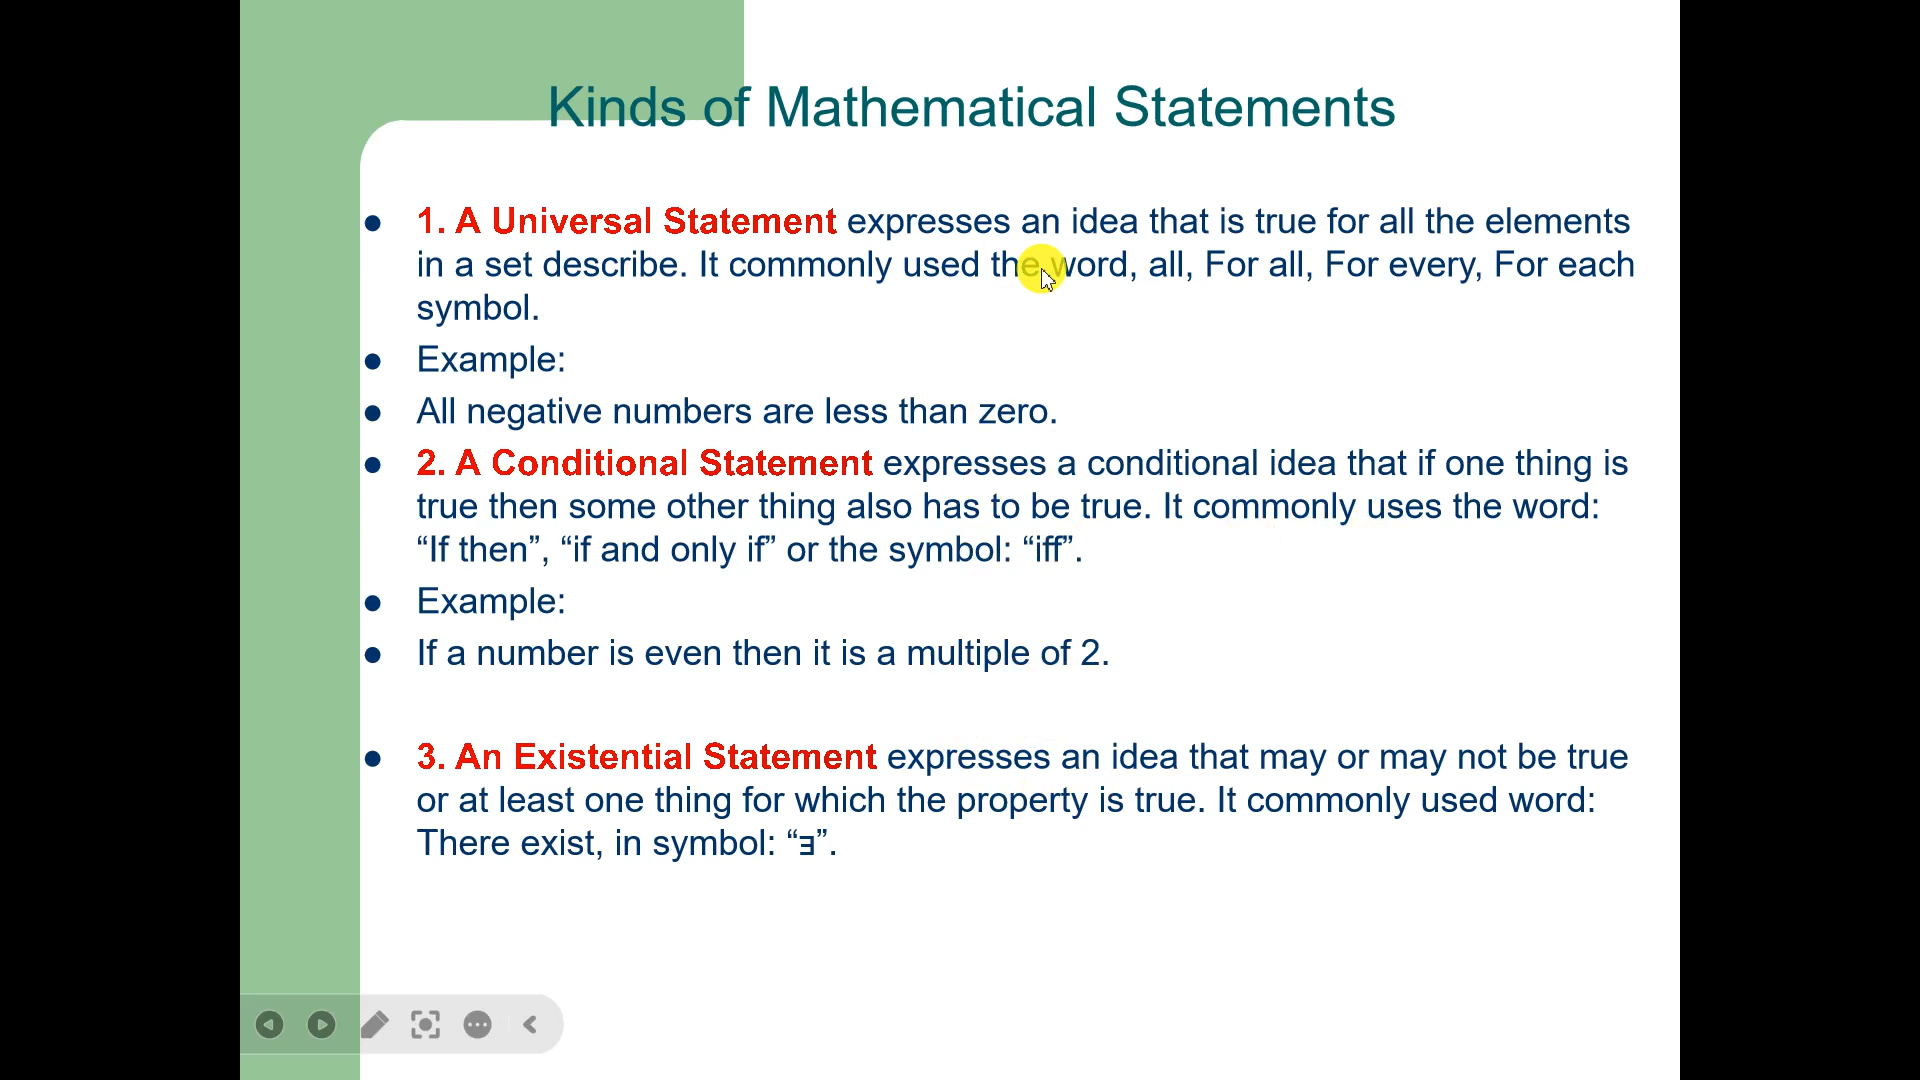 Kinds of Mathematical Statements
● 1. A Universal Statement expresses an idea that is true for all the elements
in a set describe. It commonly used the word, all, For all, For every, For each
symbol.
● Example:
● All negative numbers are less than zero.
● 2. A Conditional Statement expresses a conditional idea that if one thing is
true then some other thing also has to be true. It commonly uses the word:
“If then”, “if and only if” or the symbol: “iff”.
● Example:
● If a number is even then it is a multiple of 2.
● 3. An Existential Statement expresses an idea that may or may not be true
or at least one thing for which the property is true. It commonly used word:
There exist, in symbol: “ᴲ”.